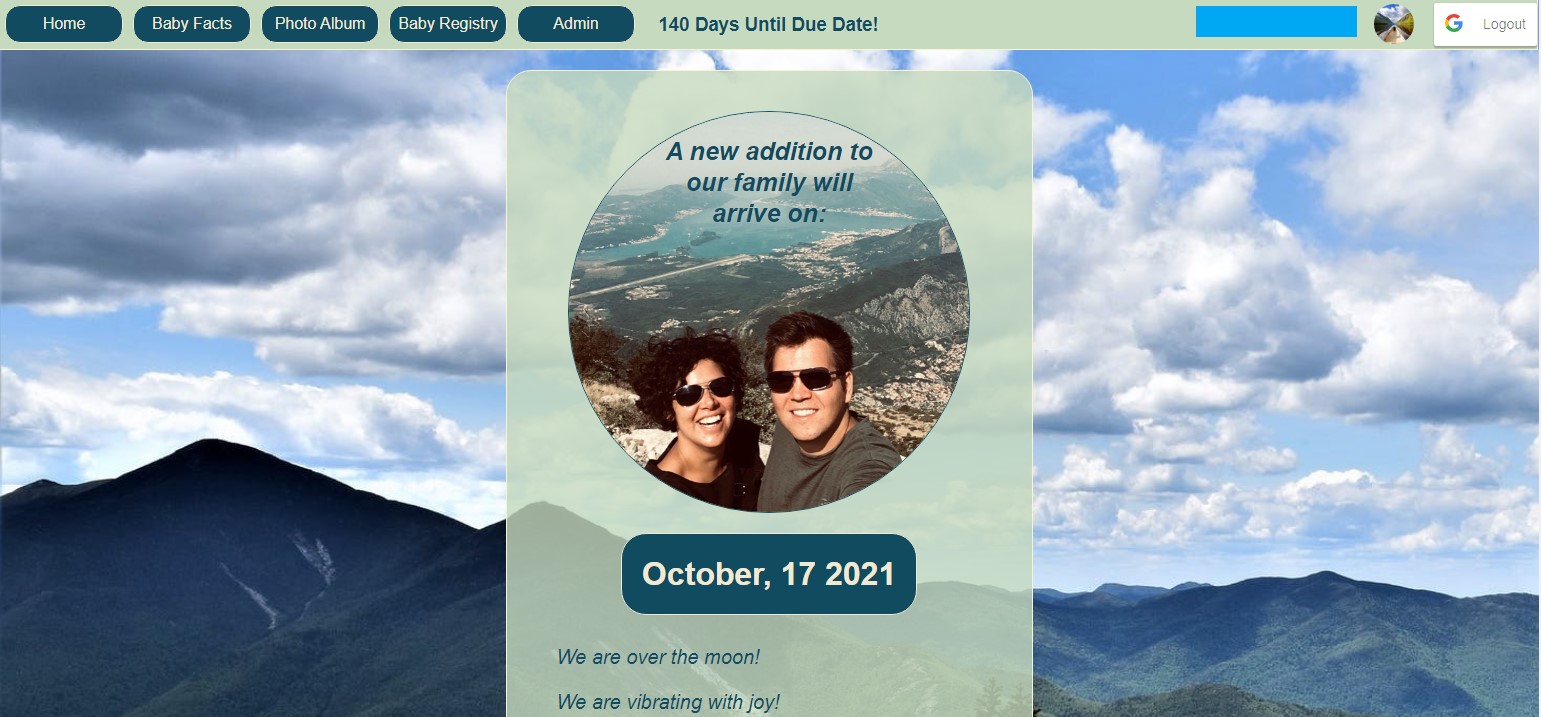 Home
Baby Facts
Photo Album
Baby Registry
Admin
140 Days Until Due Date!
Logout
A new addition to
our family will
arrive on:
October, 17 2021
We are over the moon!
We are vibrating with joy!